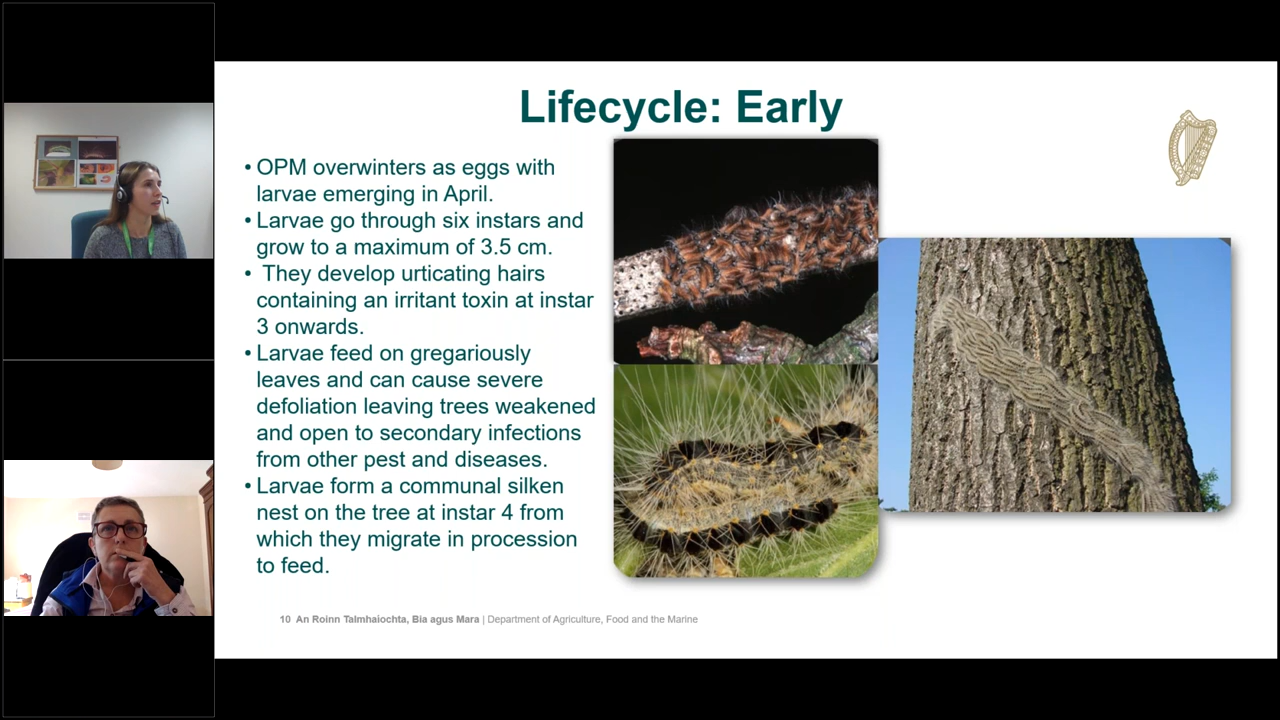 Lifecycle: Early
• OPM overwinters as eggs with
larvae emerging in April.
• Larvae go through six instars and
grow to a maximum of 3.5 cm.
• They develop urticating hairs
containing an irritant toxin at instar
3 onwards.
• Larvae feed on gregariously
leaves and can cause severe
defoliation leaving trees weakened
and open to secondary infections
from other pest and diseases.
• Larvae form a communal silken
nest on the tree at instar 4 from
which they migrate in procession
to feed.
10 An Roinn Talmhaíochta, Bia agus Mara | Department of Agriculture, Food and the Marine